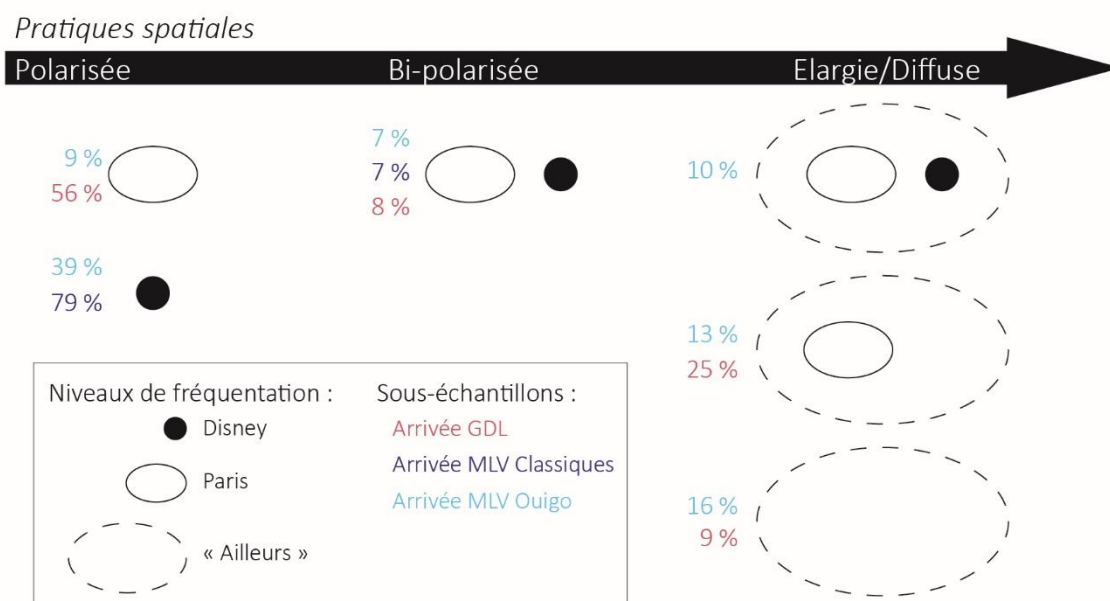 Pratiques spatiales
Polarisée Bi-polarisée Elargie/Diffuse
9 %
56 %
39 %
79 %
7 %
7 %
8 %
10 %
13 %
25 %
16 %
9 %
Niveaux de fréquentation :
Disney
Paris
« Ailleurs »
Sous-échantillons :
Arrivée GDL
Arrivée MLV Classiques
Arrivée MLV Ouigo